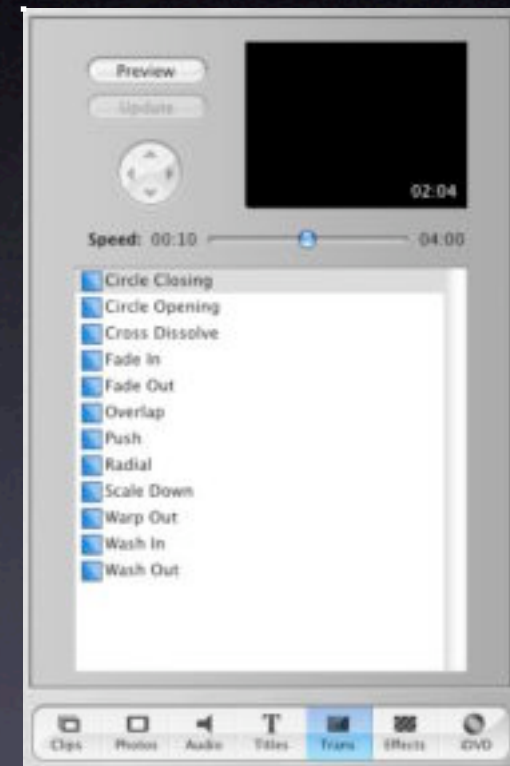 Preview
Update
02:04
Speed: 00:10 04:00
Circle Closing
Circle Opening
Cross Dissolve
Fade In
Fade Out
Overlap
Push
Radial
Scale Down
Warp Out
Wash In
Wash Out
Clips Photos Audio Titles Trans Effects iDVD